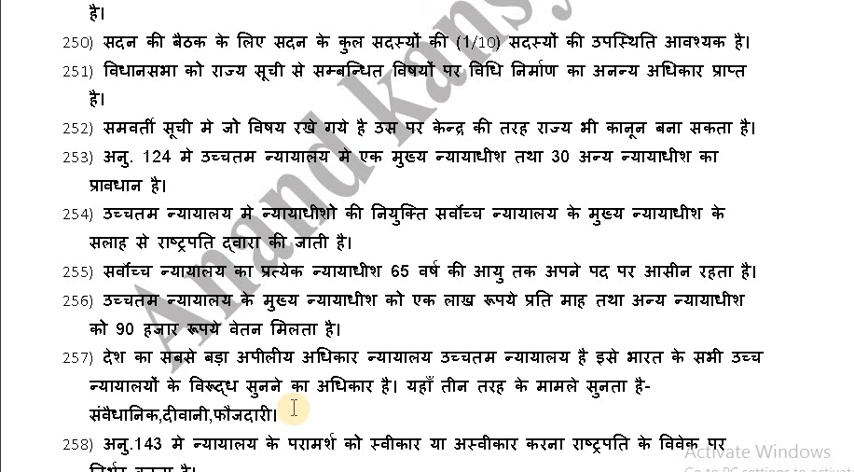 है।
250) सदन की बैठक के लिए सदन के कुल सदस्यों की (1/10) सदस्यों की उपस्थिति आवश्यक है।
251) विधानसभा को राज्य सूची से सम्बन्धित विषयों पर विधि निर्माण का अनन्य अधिकार प्राप्त
है।
252) समवर्ती सूची मे जो विषय रखे गये है उस पर केन्द्र की तरह राज्य भी कानून बना सकता है।
253) अनु. 124 मे उच्चतम न्यायालय मे एक मुख्य न्यायाधीश तथा 30 अन्य न्यायाधीश का
प्रावधान है।
254) उच्चतम न्यायालय मे न्यायाधीशो की नियुक्ति सर्वोच्च न्यायालय के मुख्य न्यायाधीश के
सलाह से राष्ट्रपति द्वारा की जाती है।
255) सर्वोच्च न्यायालय का प्रत्येक न्यायाधीश 65 वर्ष की आयु तक अपने पद पर आसीन रहता है।
256) उच्चतम न्यायालय के मुख्य न्यायाधीश को एक लाख रूपये प्रति माह तथा अन्य न्यायाधीश
को 90 हजार रूपये वेतन मिलता है।
257) देश का सबसे बड़ा अपीलीय अधिकार न्यायालय उच्चतम न्यायालय है इसे भारत के सभी उच्च
न्यायालयों के विरूद्ध सुनने का अधिकार है। यहाँ तीन तरह के मामले सुनता है-
संवैधानिक,दीवानी,फौजदारी।
258) अनु.143 मे न्यायालय के परामर्श को स्वीकार या अस्वीकार करना राष्ट्रपति के विवेक पर
Anand
Activate Windows